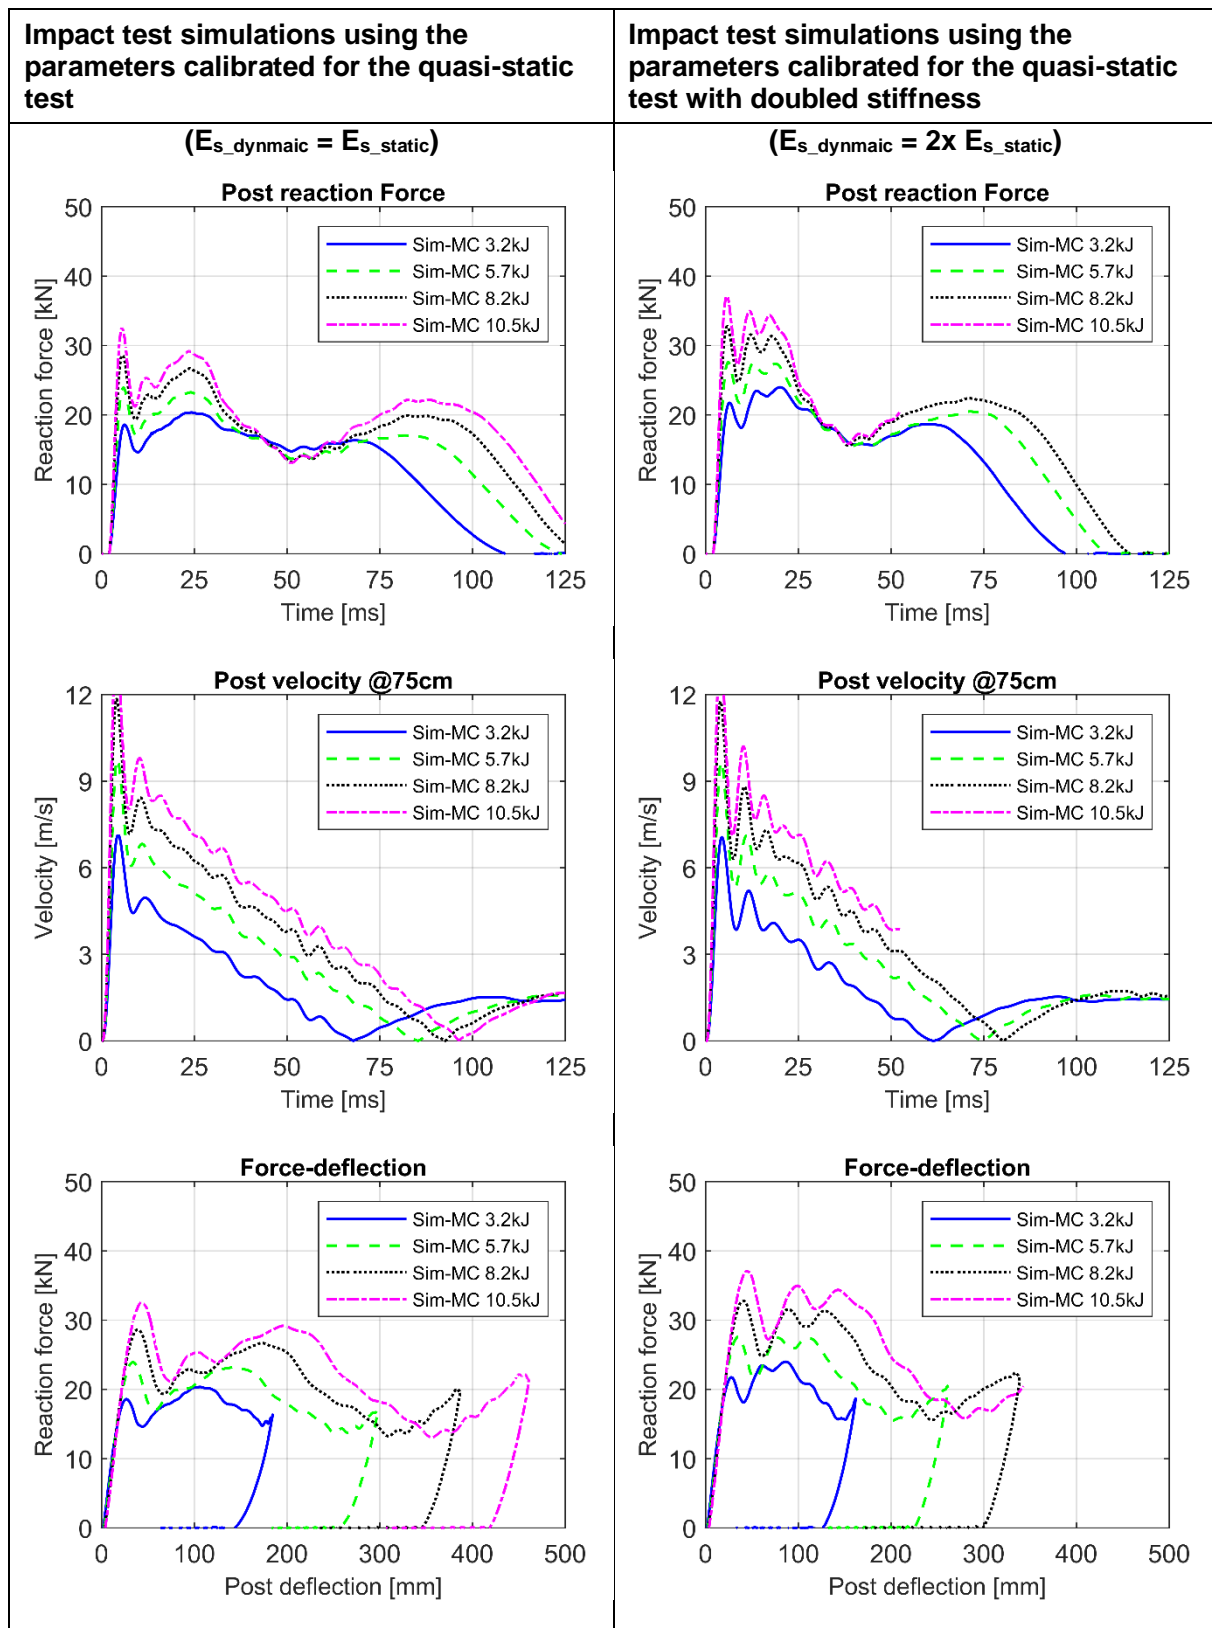 Impact test simulations using the
parameters calibrated for the quasi-static
test
Impact test simulations using the
parameters calibrated for the quasi-static
test with doubled stiffness
(Es_dynmaic = Es_static)
(Es_dynmaic = 2x Es_static)
Post reaction Force
50
40
30
20
10
0
Reaction force [kN]
Sim-MC 3.2kJ
Sim-MC 5.7kJ
Sim-MC 8.2kJ
Sim-MC 10.5kJ
0 25 50 75 100 125
Time [ms]
Post reaction Force
50
40
30
20
10
0
Reaction force [kN]
Sim-MC 3.2kJ
Sim-MC 5.7kJ
Sim-MC 8.2kJ
Sim-MC 10.5kJ
0 25 50 75 100 125
Time [ms]
Post velocity @75cm
12
9
6
3
0
Velocity [m/s]
Sim-MC 3.2kJ
Sim-MC 5.7kJ
Sim-MC 8.2kJ
Sim-MC 10.5kJ
0 25 50 75 100 125
Time [ms]
Post velocity @75cm
12
9
6
3
0
Velocity [m/s]
Sim-MC 3.2kJ
Sim-MC 5.7kJ
Sim-MC 8.2kJ
Sim-MC 10.5kJ
0 25 50 75 100 125
Time [ms]
Force-deflection
50
40
30
20
10
0
Reaction force [kN]
Sim-MC 3.2kJ
Sim-MC 5.7kJ
Sim-MC 8.2kJ
Sim-MC 10.5kJ
0 100 200 300 400 500
Post deflection [mm]
Force-deflection
50
40
30
20
10
0
Reaction force [kN]
Sim-MC 3.2kJ
Sim-MC 5.7kJ
Sim-MC 8.2kJ
Sim-MC 10.5kJ
0 100 200 300 400 500
Post deflection [mm]